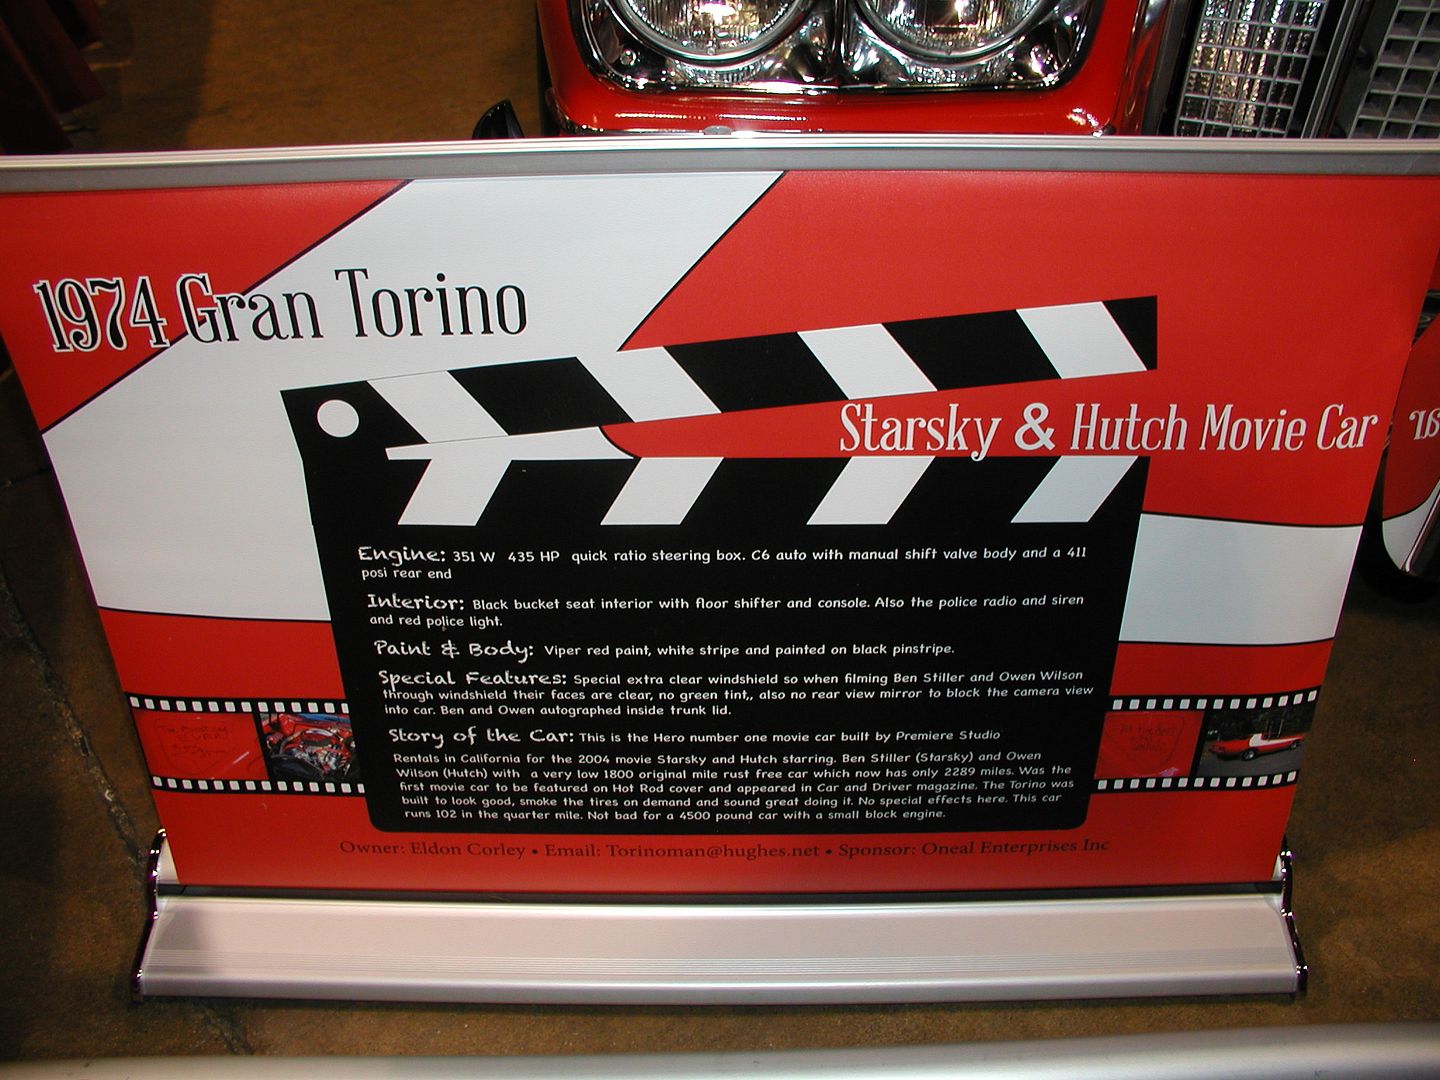 1974 Gran Torino
Starsky & Hutch Movie Car
Engine: 351 W 435 HP quick ratio steering box. C6 auto with manual shift valve body and a 411
posi rear end
Interior: Black bucket seat interior with floor shifter and console. Also the police radio and siren
and red police light.
Paint & Body: Viper red paint, white stripe and painted on black pinstripe.
Special Features: Special extra clear windshield so when filming Ben Stiller and Owen Wilson
through windshield their faces are clear, no green tint,, also no rear view mirror to block the camera view
into car. Ben and Owen autographed inside trunk lid.
Story of the Car: This is the Hero number one movie car built by Premiere Studio
Rentals in California for the 2004 movie Starsky and Hutch starring. Ben Stiller (Starsky) and Owen
Wilson (Hutch) with a very low 1800 original mile rust free car which now has only 2289 miles. Was the
first movie car to be featured on Hot Rod cover and appeared in Car and Driver magazine. The Torino was
built to look good, smoke the tires on demand and sound great doing it. No special effects here. This car
runs 102 in the quarter mile. Not bad for a 4500 pound car with a small block engine.
Owner: Eldon Corley • Email: Torinoman@hughes.net • Sponsor: Oneal Enterprises Inc